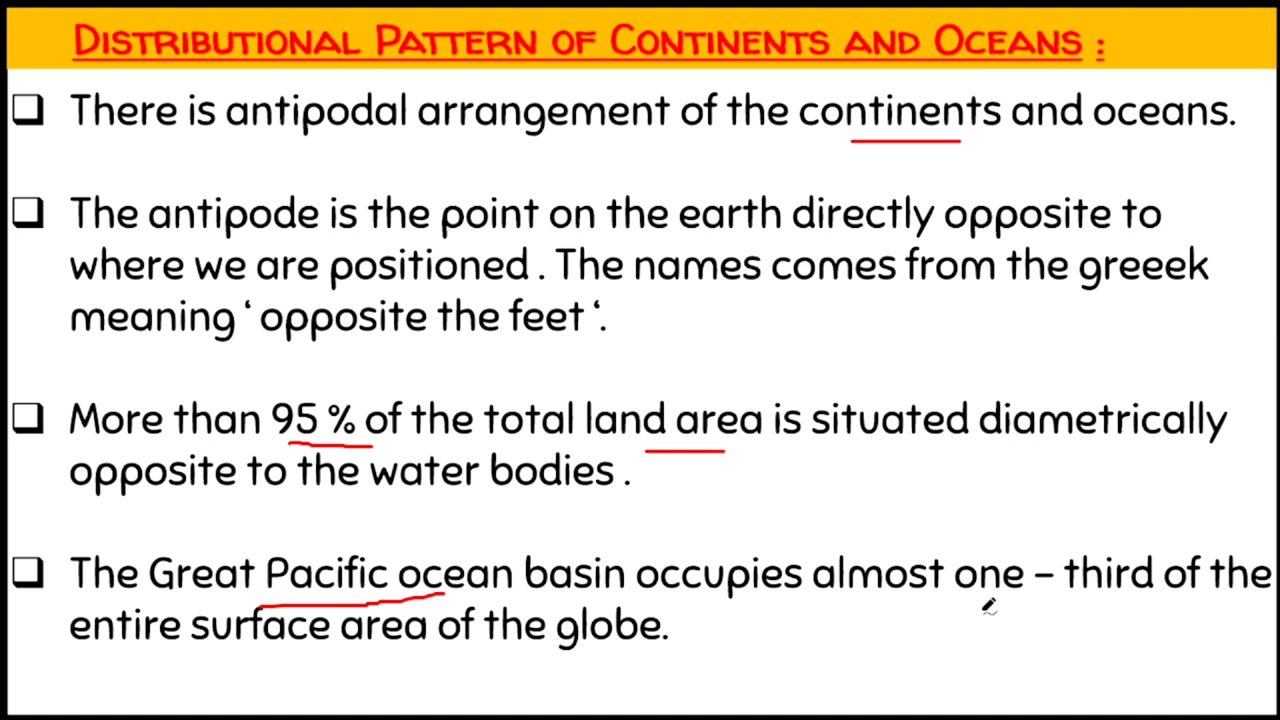 DISTRIBUTIONAL PATTERN OF CONTINENTS AND OCEANS :
There is antipodal arrangement of the continents and oceans.
The antipode is the point on the earth directly opposite to
where we are positioned . The names comes from the greeek
meaning ‘ opposite the feet ‘.
More than 95 % of the total land area is situated diametrically
opposite to the water bodies .
The Great Pacific ocean basin occupies almost one – third of the
entire surface area of the globe.